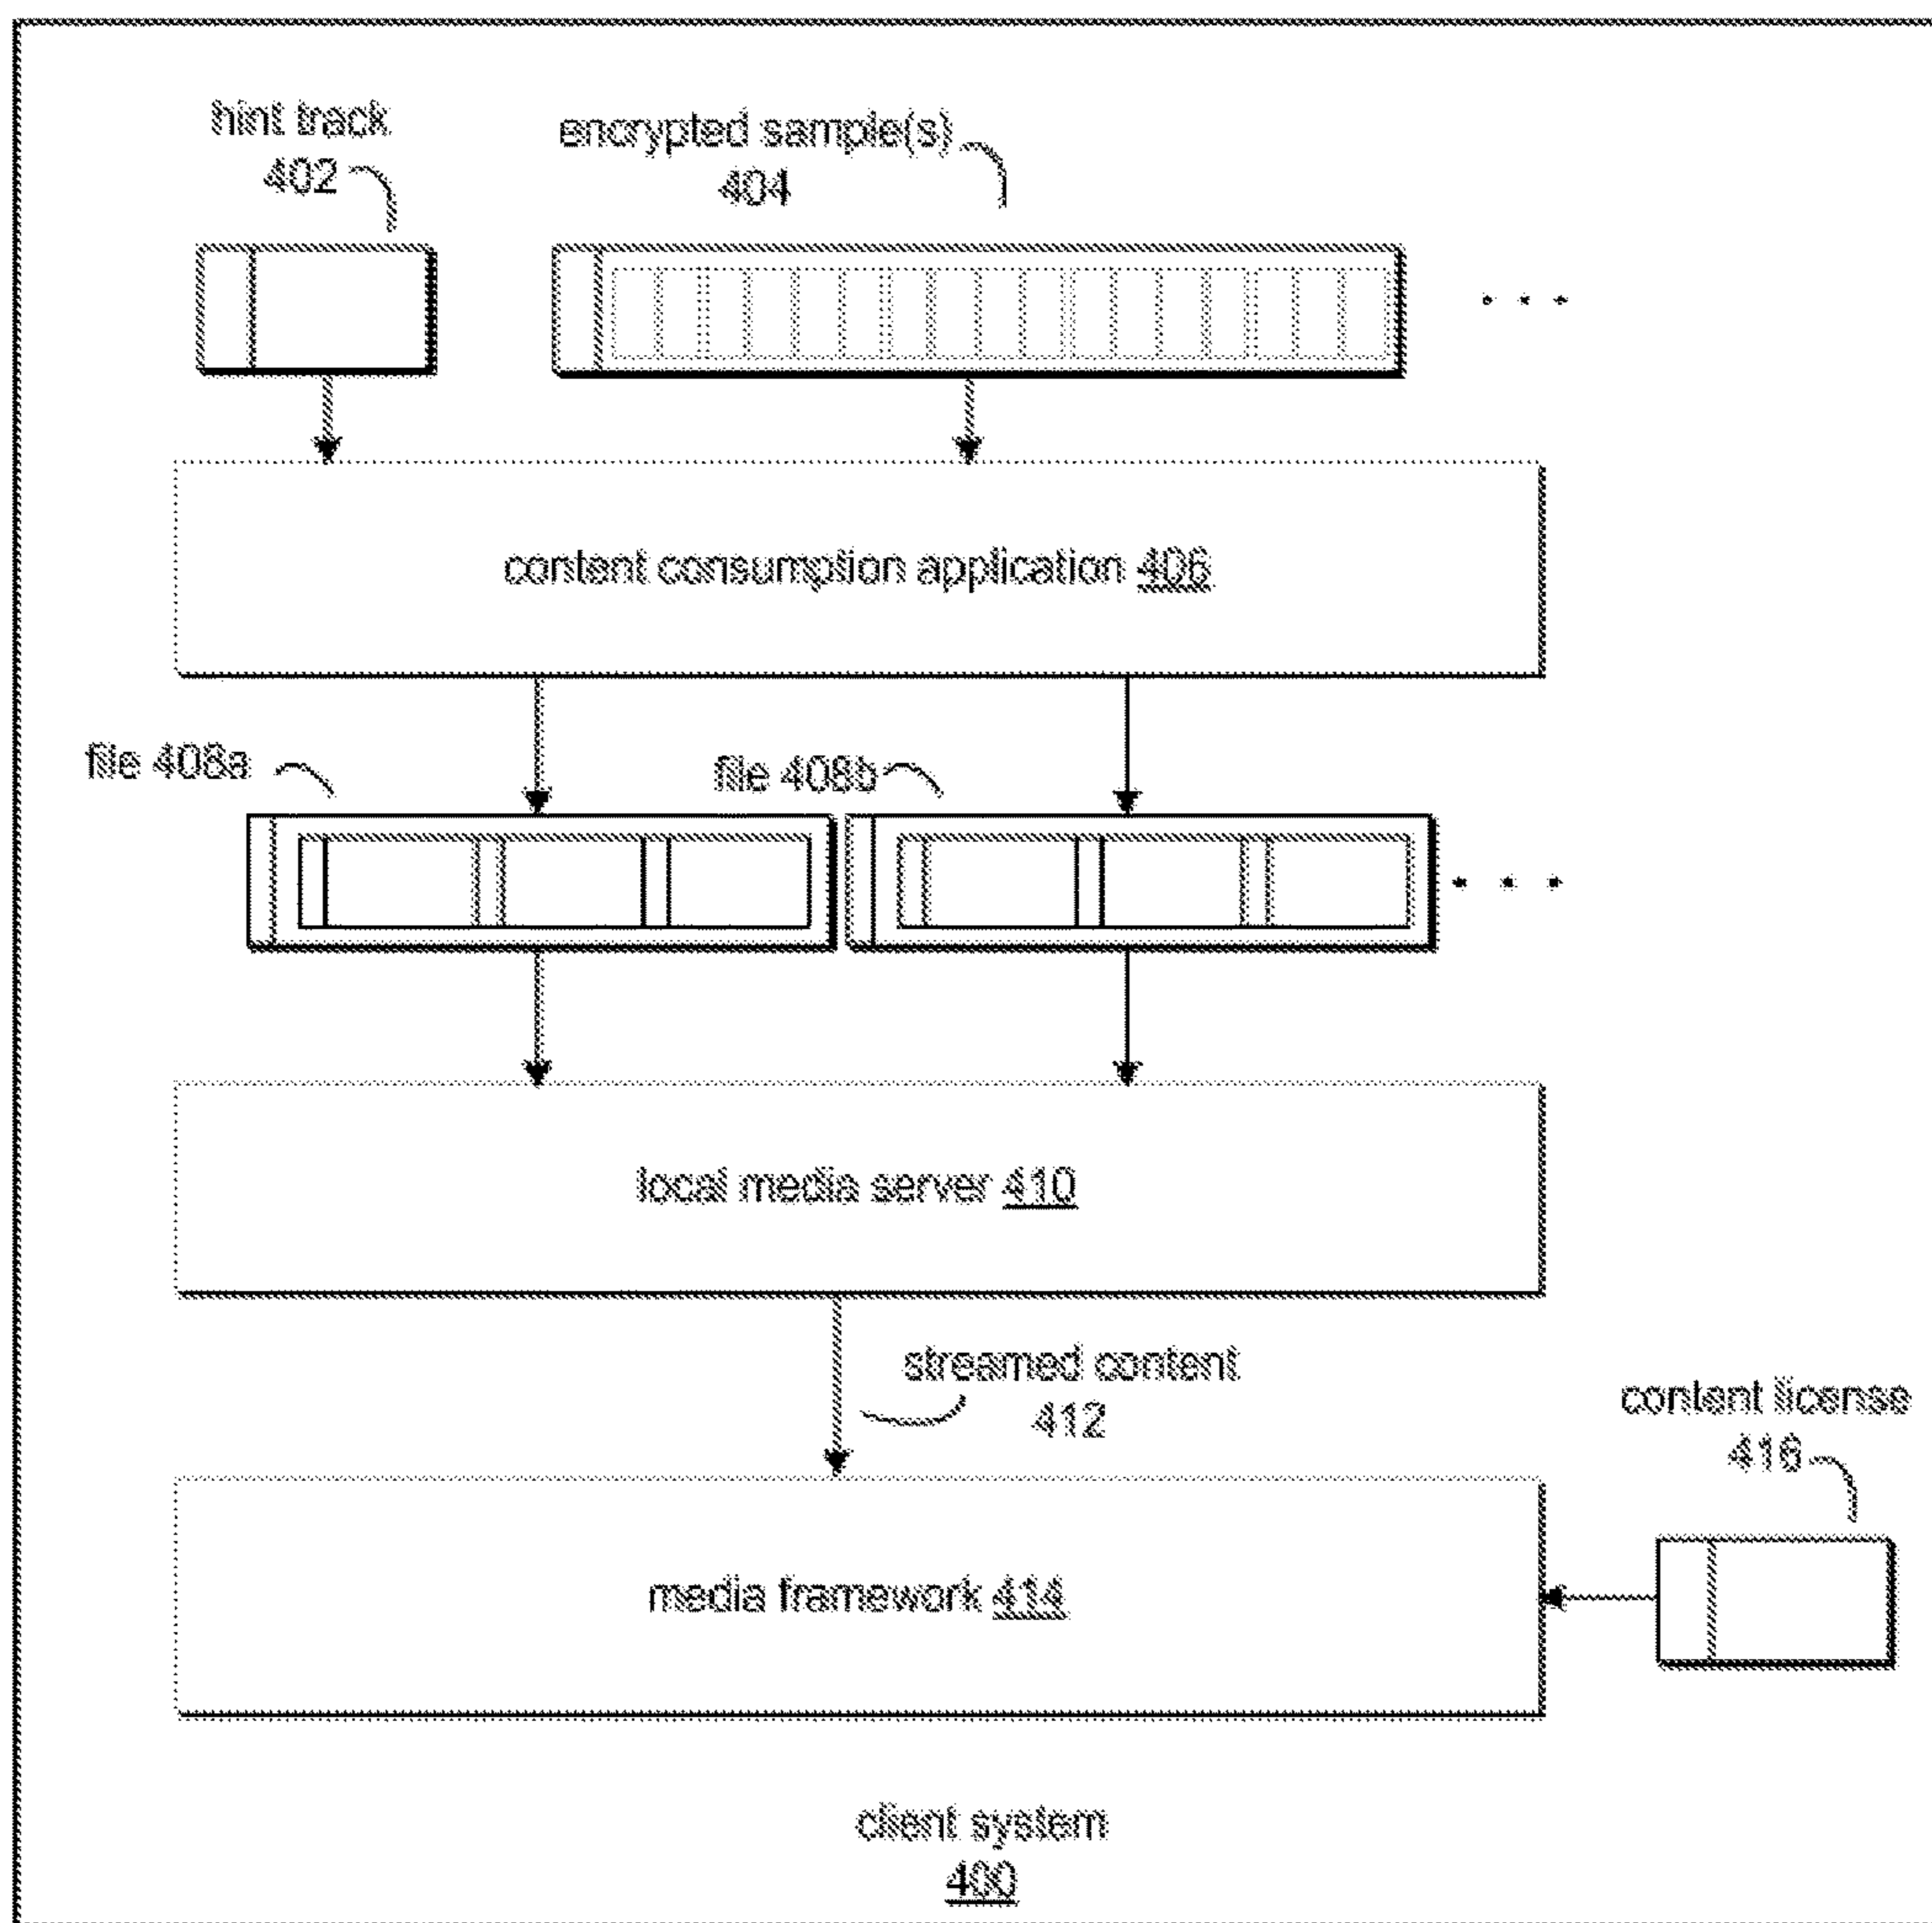 hint track
402
encrypted sample(s)
404
content consumption application 406
file 408a
file 408b
local media server 410
streamed content
412
content license
416
media framework 414
client system
400